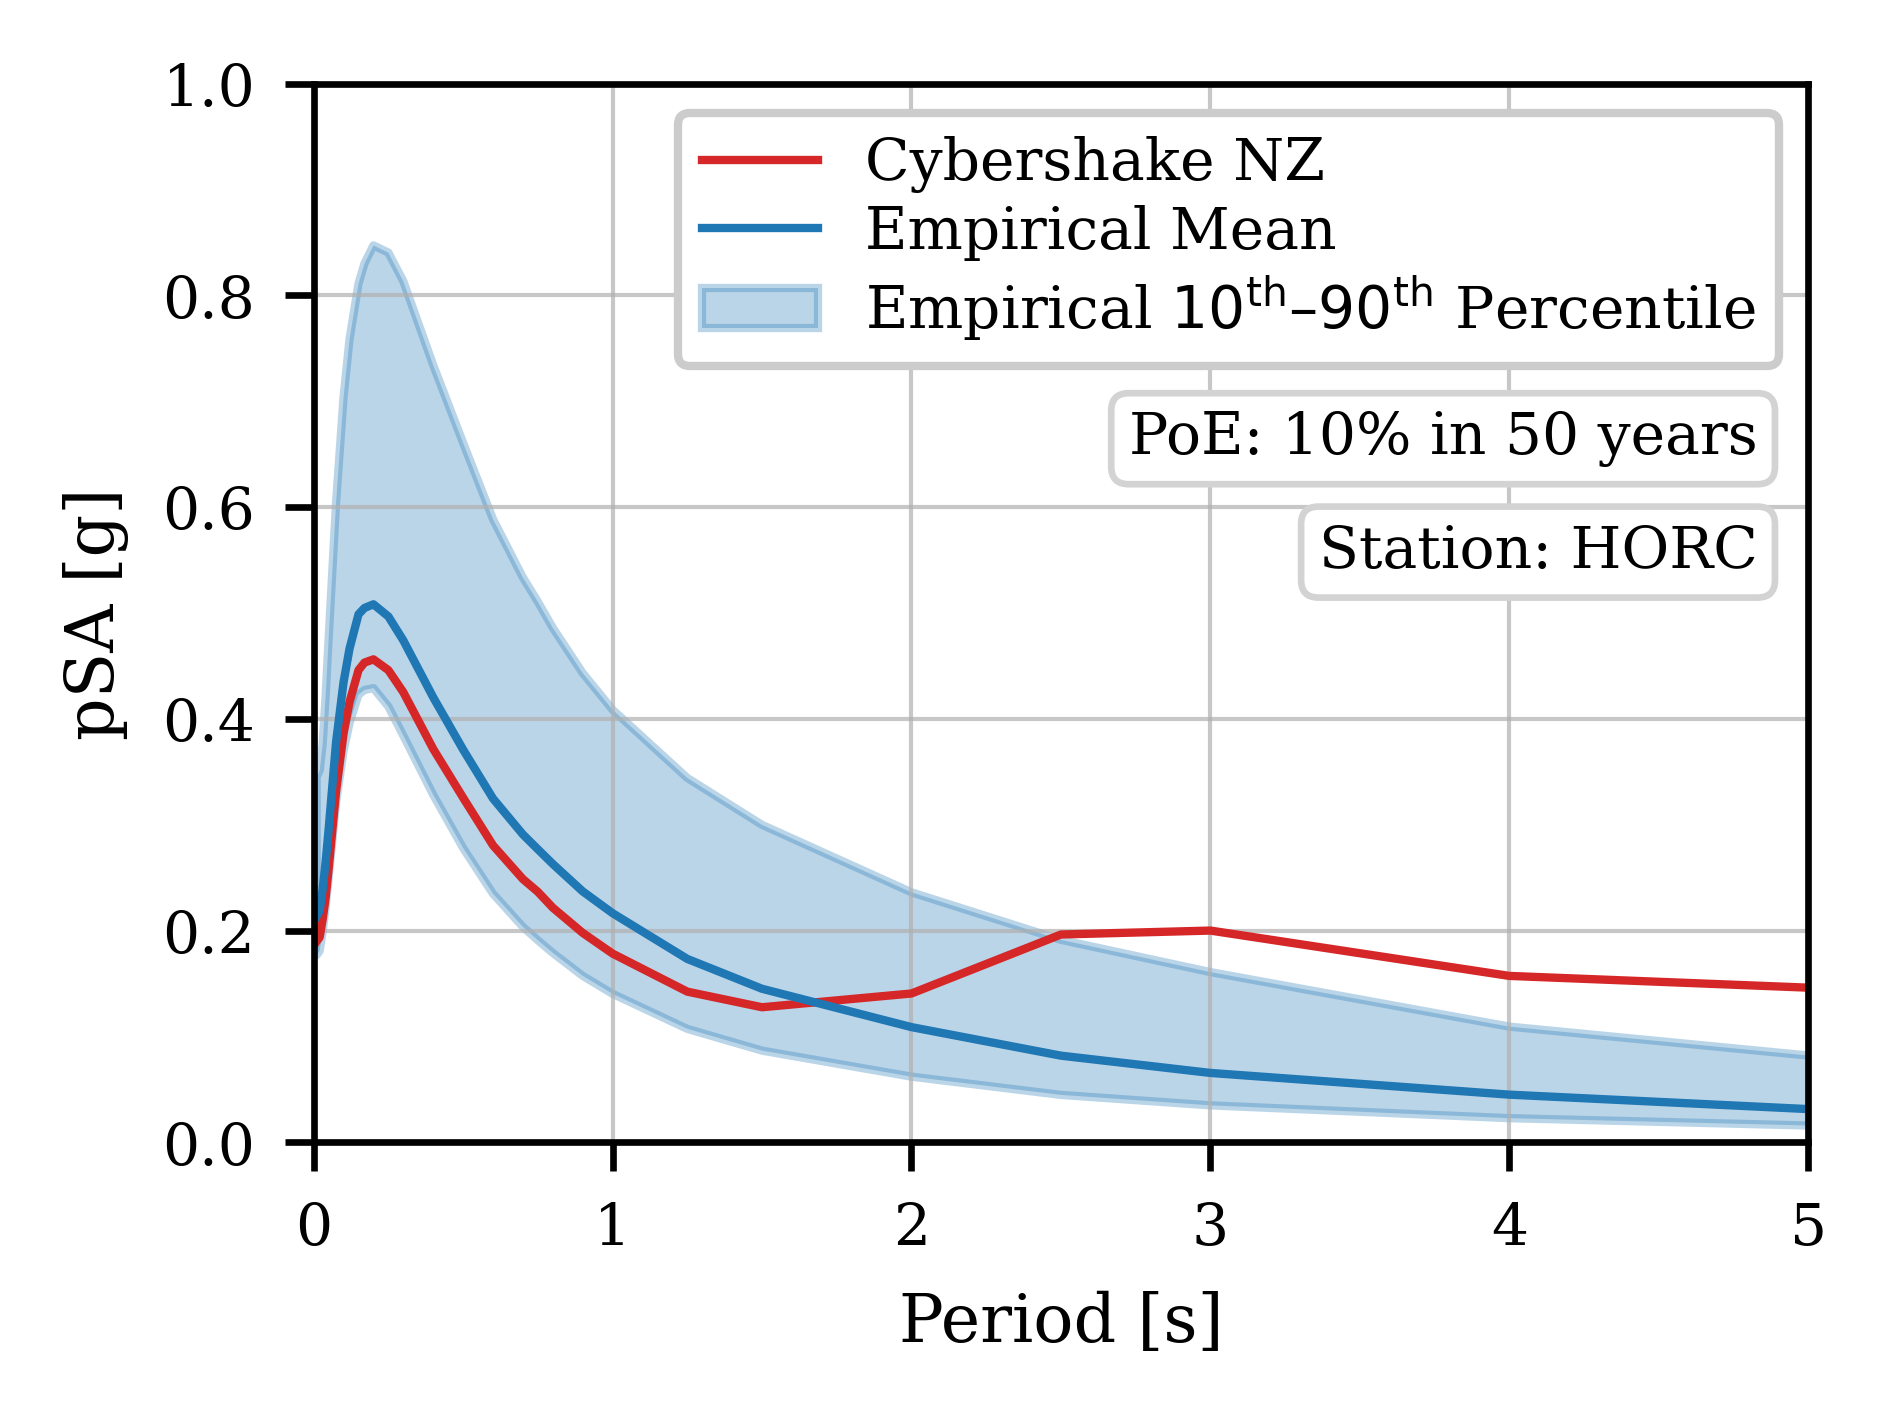 1.0
0.8
0.6
0.4
0.2
0.0
pSA [g]
Cybershake NZ
Empirical Mean
Empirical 10th–90th Percentile
PoE: 10% in 50 years
Station: HORC
0 1 2 3 4 5
Period [s]